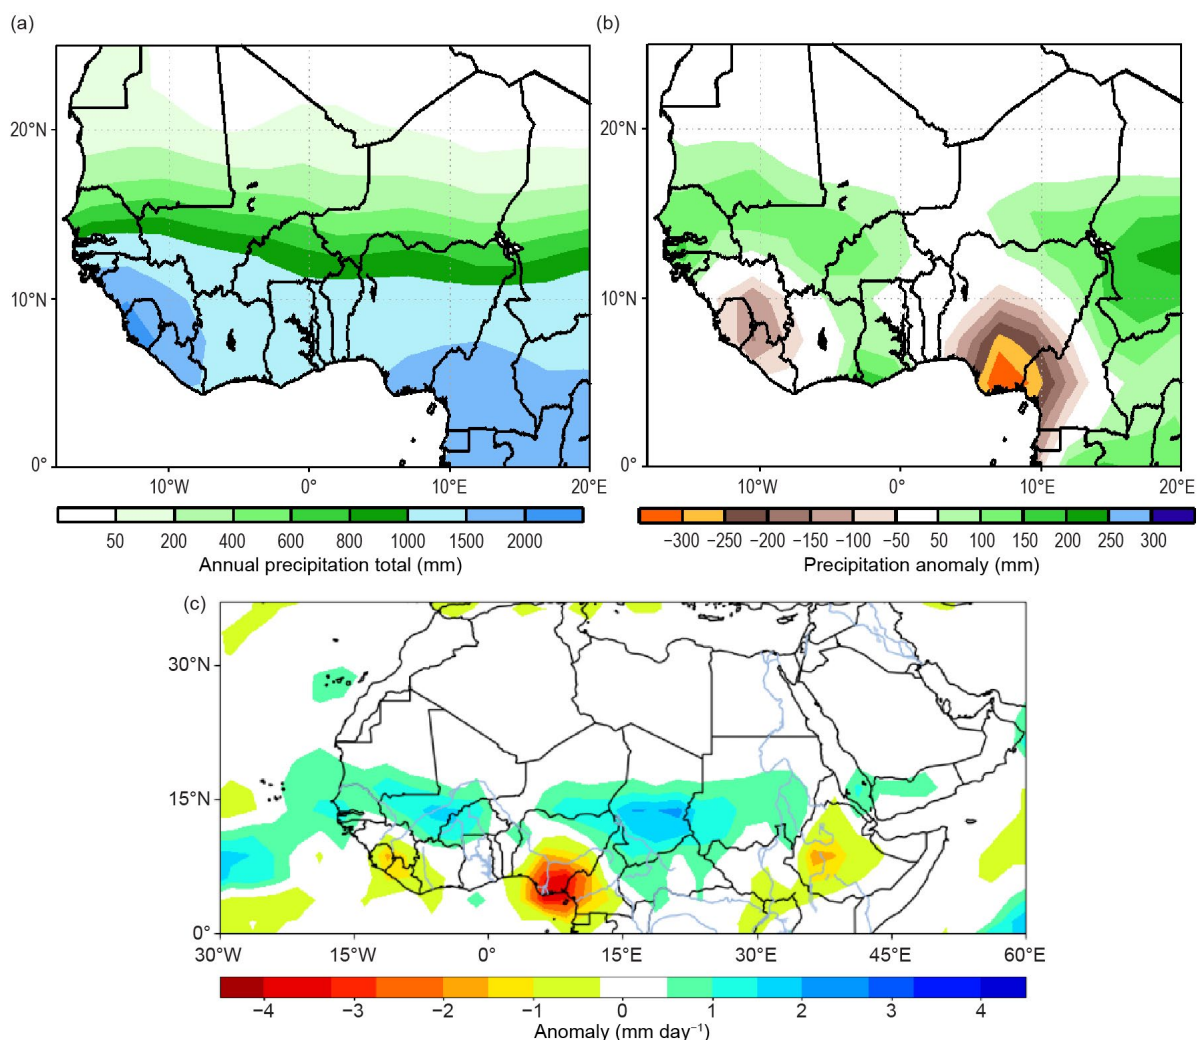 (a)
(b)
20°N
10°N
0°
10°W
0°
10°E
20°E
50
200
400
600
800
1000
1500
2000
Annual precipitation total (mm)
20°N
10°N
0°
10°W
0°
10°E
20°E
−300
−250
−200
−150
−100
−50
50
100
150
200
250
300
Precipitation anomaly (mm)
(c)
30°N
15°N
0°
30°W
15°W
0°
15°E
30°E
45°E
60°E
−4
−3
−2
−1
0
1
2
3
4
Anomaly (mm day⁻¹)